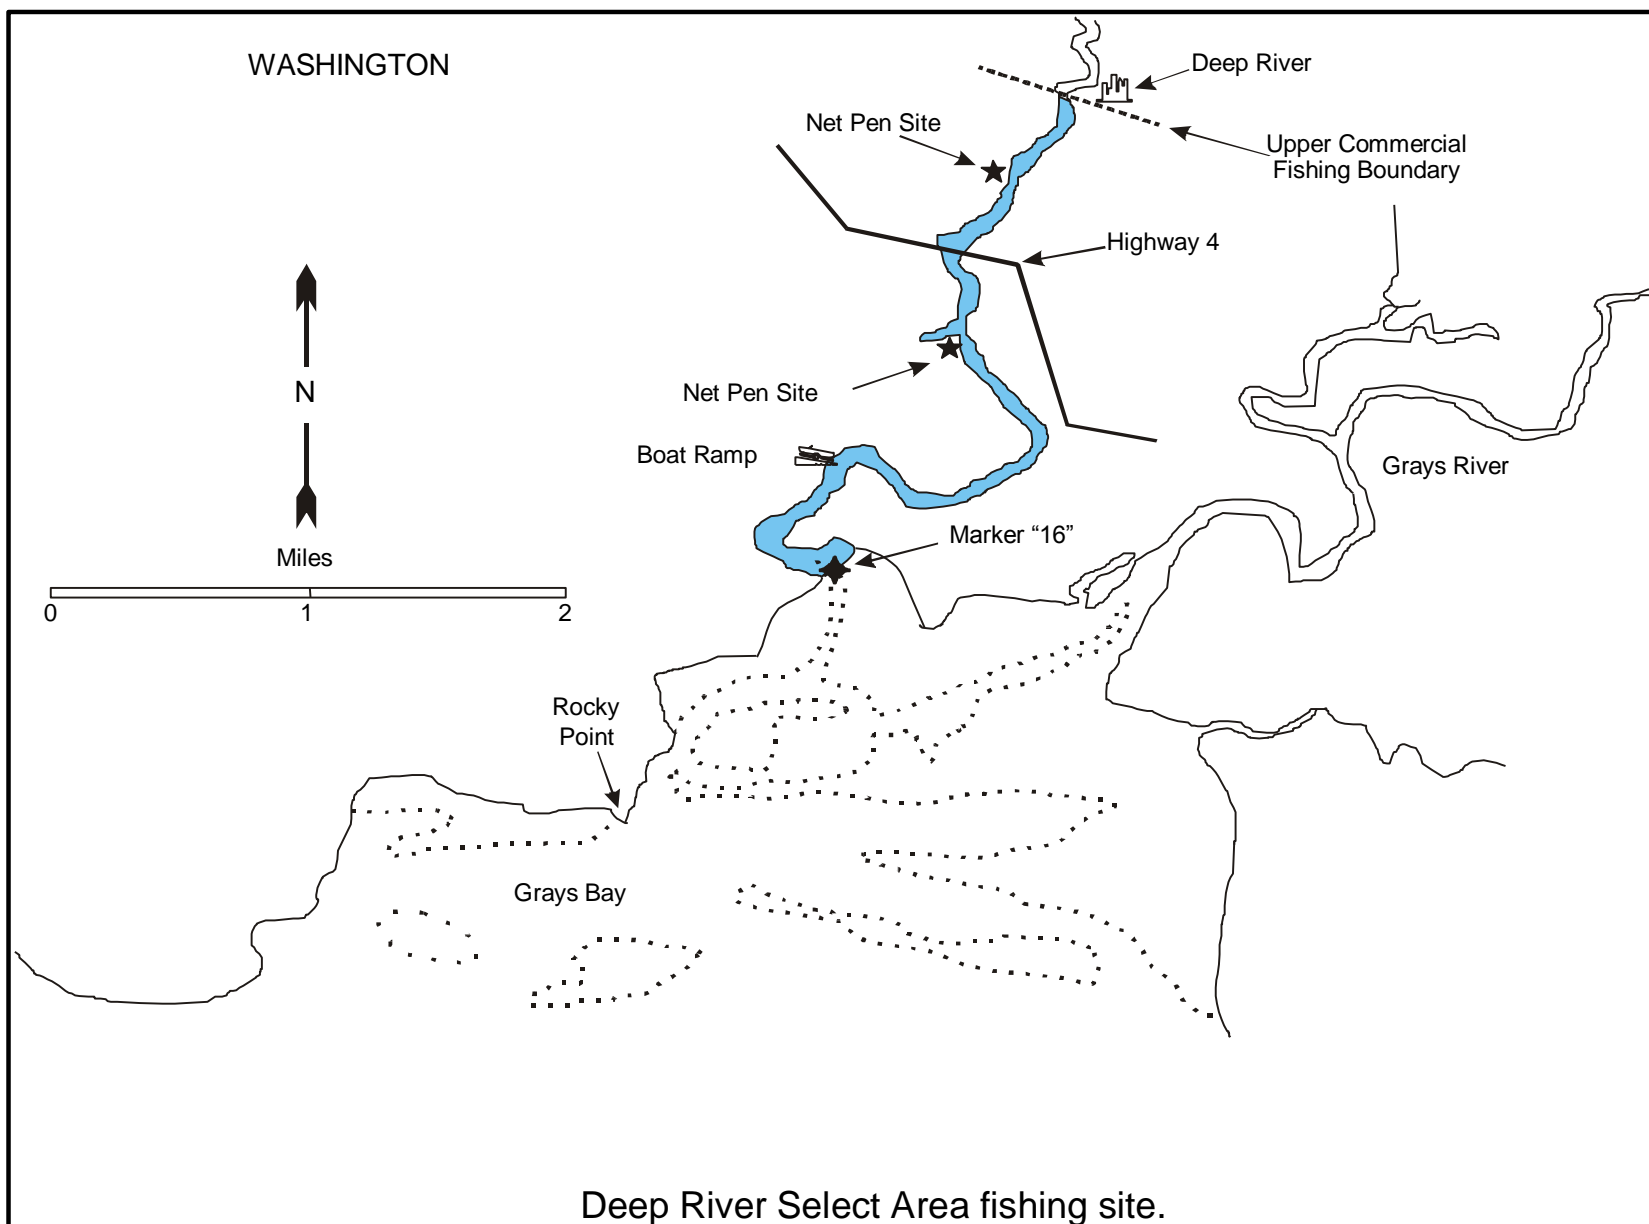 WASHINGTON
Deep River
Net Pen Site
Upper Commercial
Fishing Boundary
Highway 4
N
Net Pen Site
Boat Ramp
Grays River
Marker “16”
Miles
0 1 2
Rocky
Point
Grays Bay
Deep River Select Area fishing site.